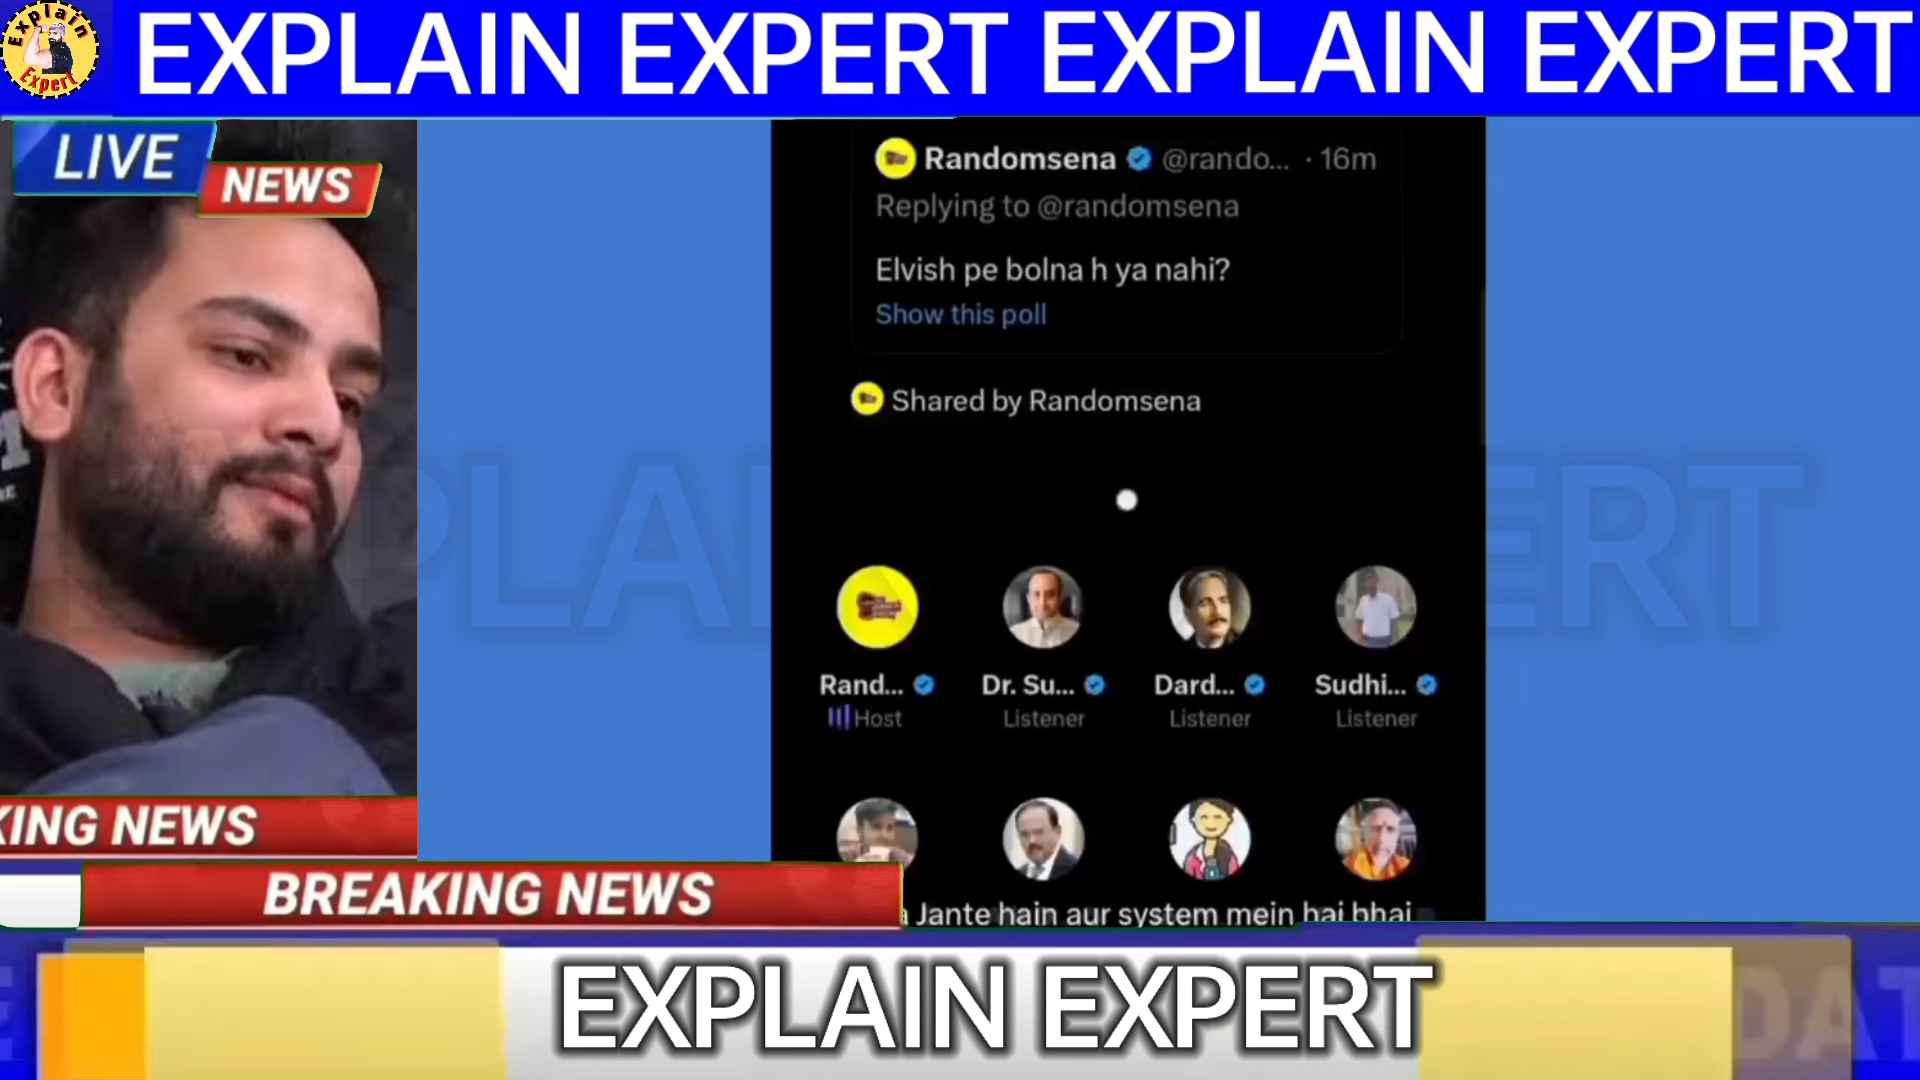 Explain
Expert
EXPLAIN EXPERT EXPLAIN EXPERT
LIVE
NEWS
Randomsena @rando... · 16m
Replying to @randomsena
Elvish pe bolna h ya nahi?
Show this poll
Shared by Randomsena
Rand... Dr. Su... Dard... Sudhi...
Host Listener Listener Listener
KING NEWS
BREAKING NEWS
Jante hain aur system mein hai bhai
EXPLAIN EXPERT